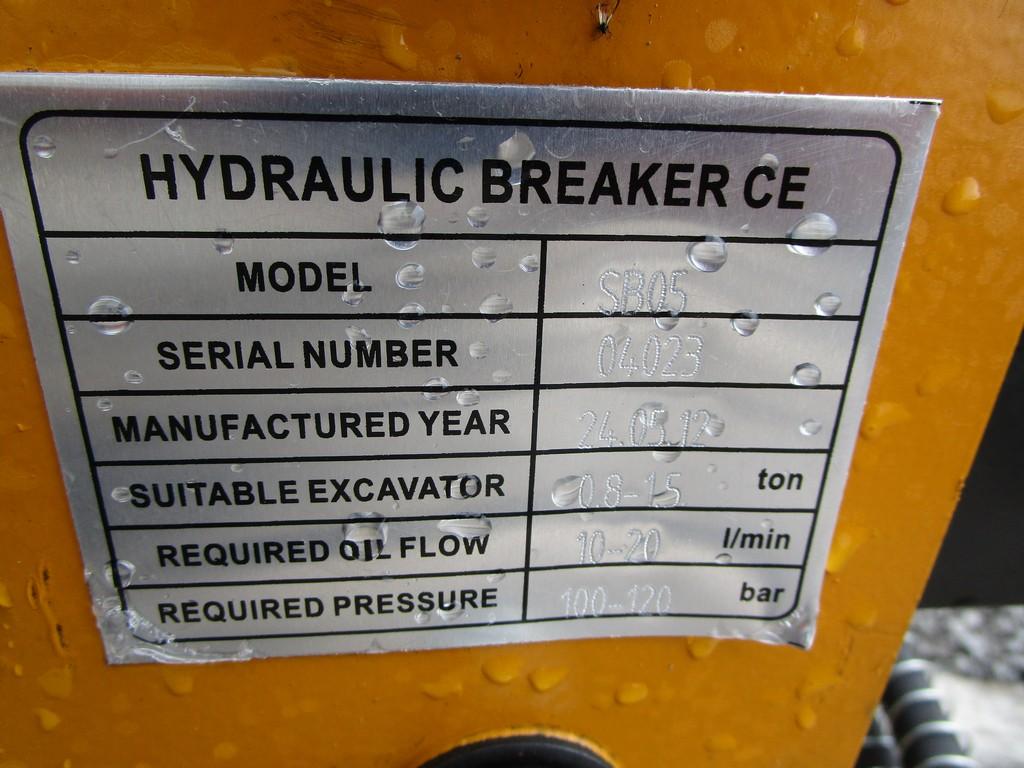 HYDRAULIC BREAKER CE
MODEL SB05
SERIAL NUMBER 04023
MANUFACTURED YEAR 24.05.12
SUITABLE EXCAVATOR 0.8-1.5 ton
REQUIRED OIL FLOW 10-20 l/min
REQUIRED PRESSURE 100-120 bar